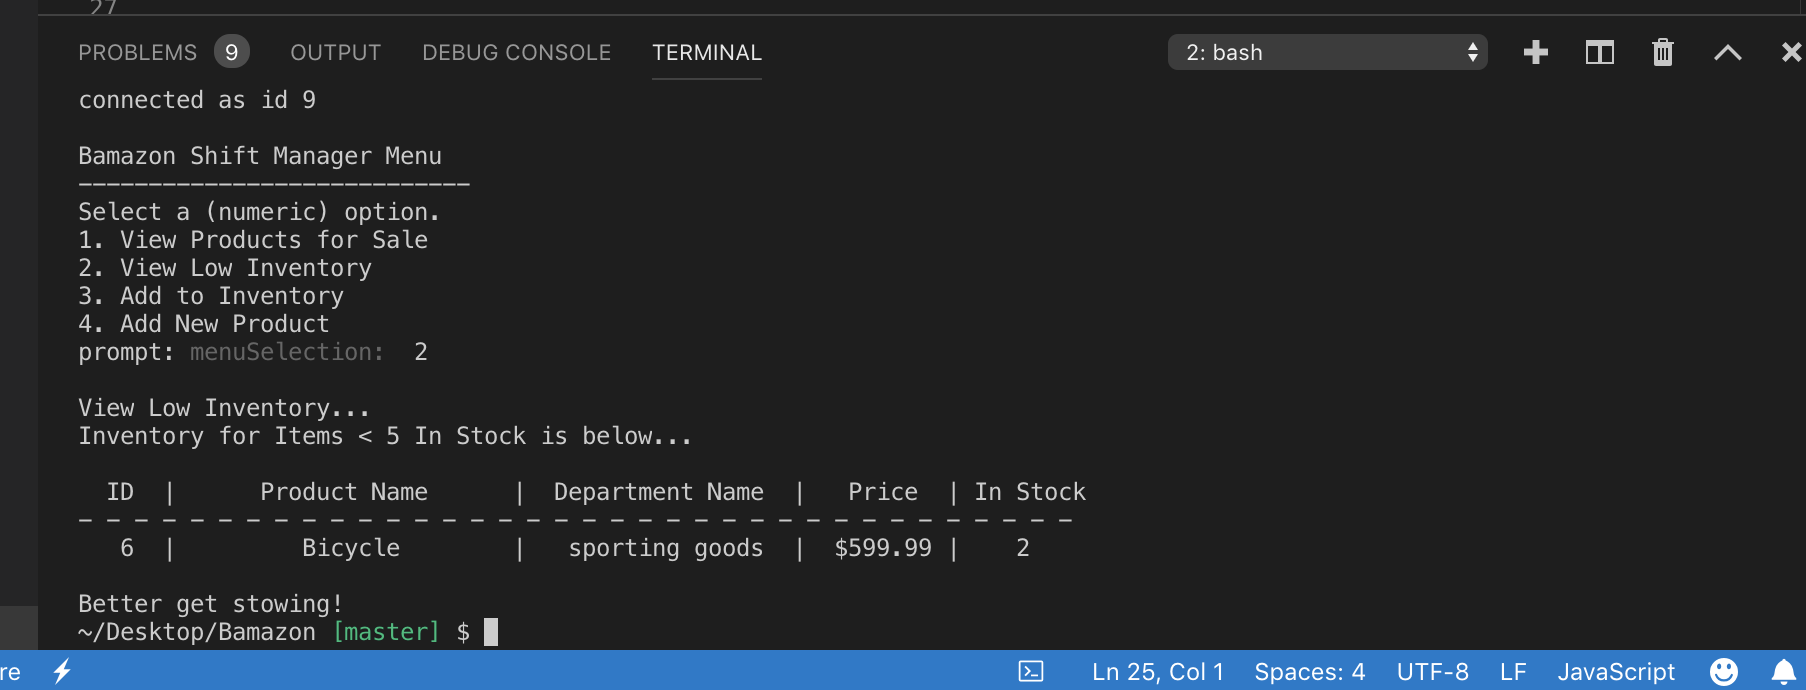 27
PROBLEMS 9 OUTPUT DEBUG CONSOLE TERMINAL 2: bash
connected as id 9
Bamazon Shift Manager Menu
----------------------------
Select a (numeric) option.
1. View Products for Sale
2. View Low Inventory
3. Add to Inventory
4. Add New Product
prompt: menuSelection:  2
View Low Inventory...
Inventory for Items < 5 In Stock is below...
  ID  |      Product Name      |  Department Name  |   Price  | In Stock
- - - - - - - - - - - - - - - - - - - - - - - - - - - - - - - - - - - -
   6  |         Bicycle        |   sporting goods  |  $599.99 |    2
Better get stowing!
~/Desktop/Bamazon [master] $
re Ln 25, Col 1 Spaces: 4 UTF-8 LF JavaScript